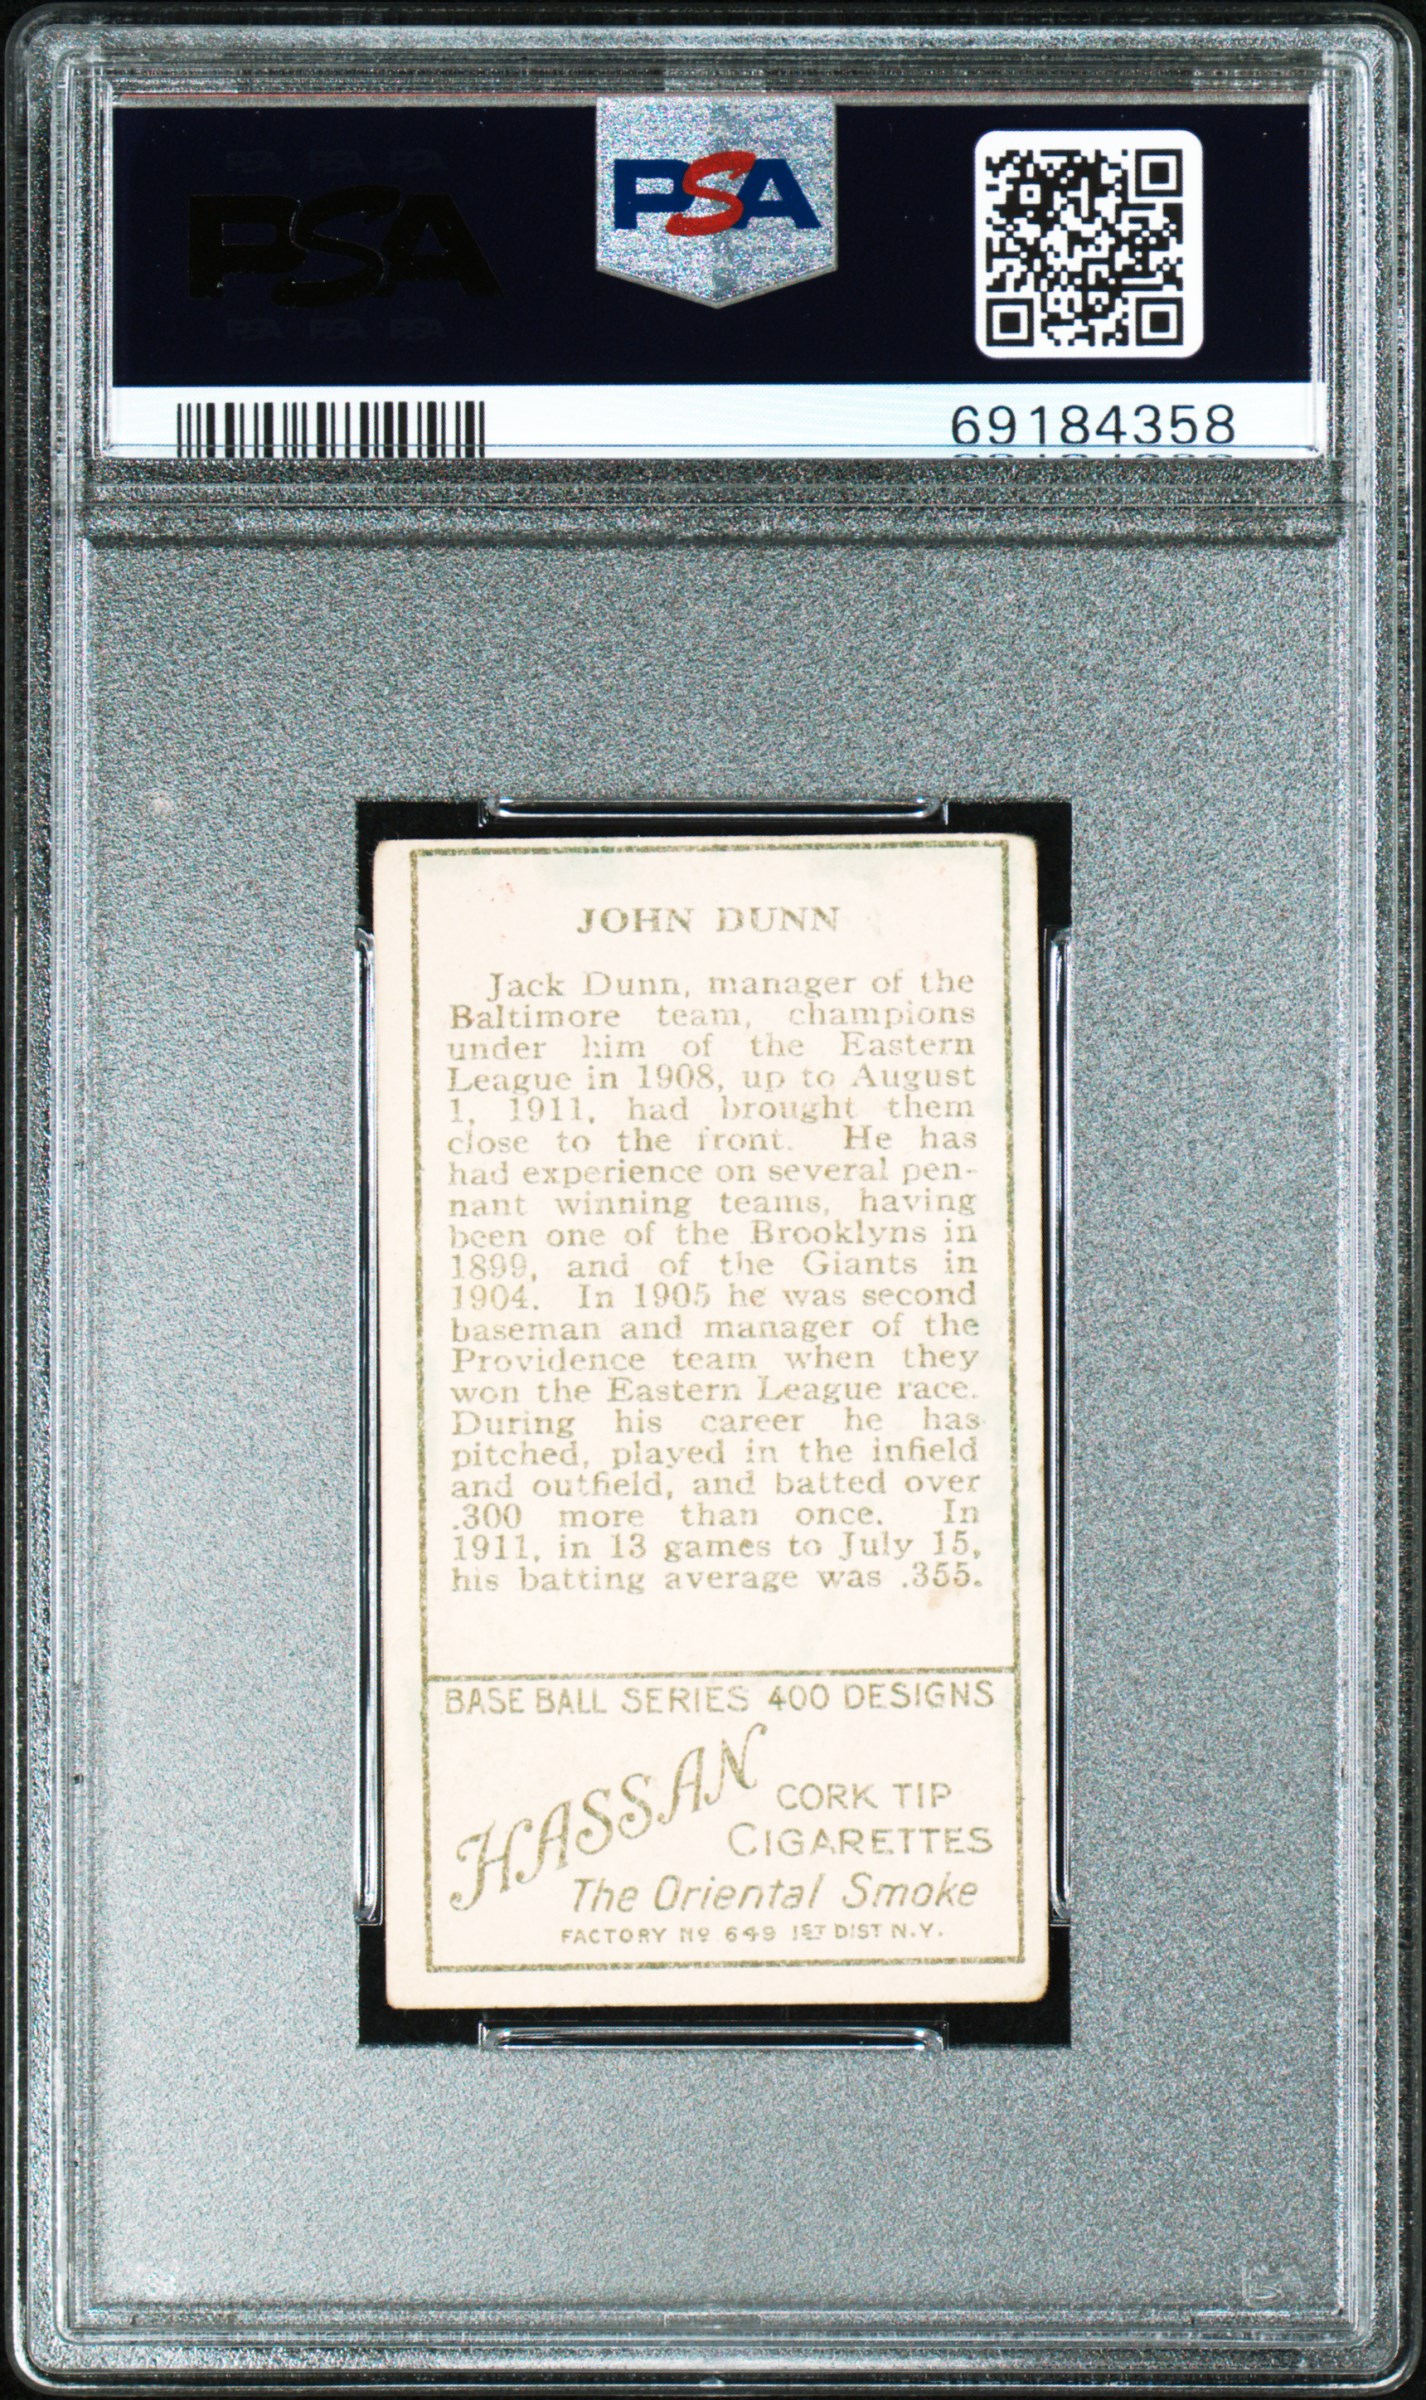 PSA PSA PSA
PSA
PSA PSA PSA
PSA
69184358
JOHN DUNN
Jack Dunn, manager of the
Baltimore team, champions
under him of the Eastern
League in 1908, up to August
1, 1911, had brought them
close to the front. He has
had experience on several pen-
nant winning teams, having
been one of the Brooklyns in
1899, and of the Giants in
1904. In 1905 he was second
baseman and manager of the
Providence team when they
won the Eastern League race.
During his career he has
pitched, played in the infield
and outfield, and batted over
.300 more than once. In
1911, in 13 games to July 15,
his batting average was .355.
BASE BALL SERIES 400 DESIGNS
HASSAN
CORK TIP
CIGARETTES
The Oriental Smoke
FACTORY Nº 649 1ST DIST N.Y.